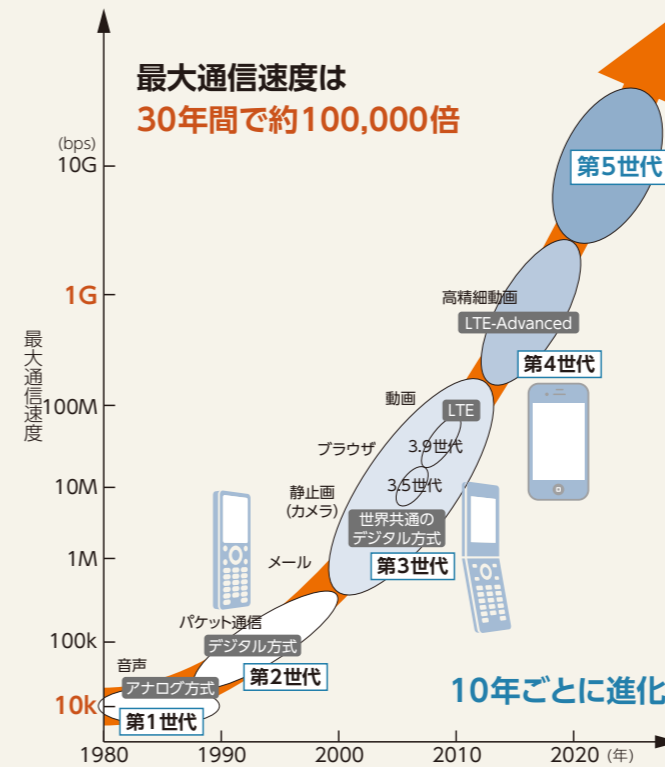 最大通信速度は
30年間で約100,000倍
(bps)
10G
1G
100M
10M
1M
100k
10k
最大通信速度
第5世代
高精細動画
LTE-Advanced
第4世代
動画
LTE
ブラウザ
3.9世代
静止画
(カメラ)
3.5世代
世界共通の
デジタル方式
第3世代
メール
パケット通信
デジタル方式
第2世代
音声
アナログ方式
第1世代
10年ごとに進化
1980
1990
2000
2010
2020
(年)